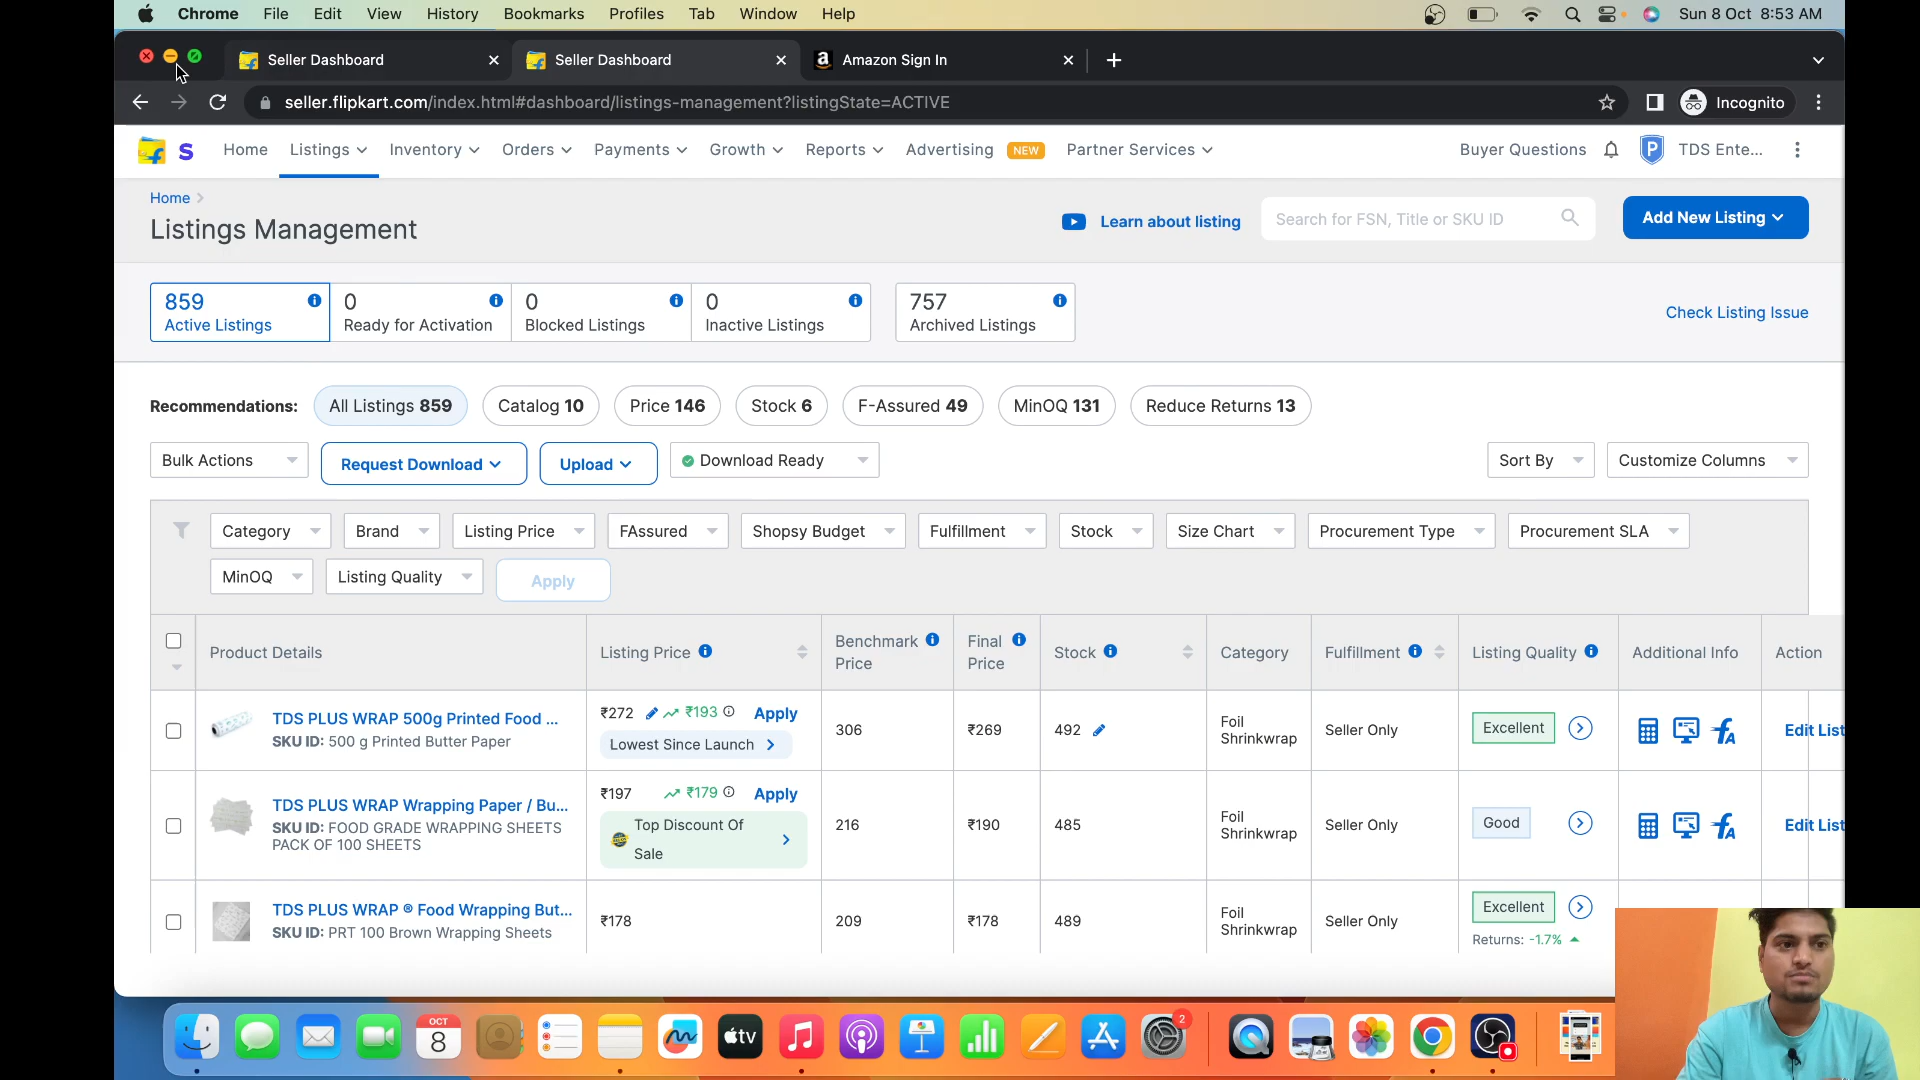 Chrome File Edit View History Bookmarks Profiles Tab Window Help Sun 8 Oct 8:53 AM
Seller Dashboard Seller Dashboard Amazon Sign In
seller.flipkart.com/index.html#dashboard/listings-management?listingState=ACTIVE Incognito
Home Listings Inventory Orders Payments Growth Reports Advertising NEW Partner Services Buyer Questions TDS Ente...
Home
Listings Management
Learn about listing Search for FSN, Title or SKU ID Add New Listing
859 0 0 0 757
Active Listings Ready for Activation Blocked Listings Inactive Listings Archived Listings
Check Listing Issue
Recommendations: All Listings 859 Catalog 10 Price 146 Stock 6 F-Assured 49 MinOQ 131 Reduce Returns 13
Bulk Actions Request Download Upload Download Ready Sort By Customize Columns
Category Brand Listing Price FAssured Shopsy Budget Fulfillment Stock Size Chart Procurement Type Procurement SLA
MinOQ Listing Quality Apply
Product Details Listing Price Benchmark Price Final Price Stock Category Fulfillment Listing Quality Additional Info Action
TDS PLUS WRAP 500g Printed Food ... ₹272 ₹193 Apply
SKU ID: 500 g Printed Butter Paper Lowest Since Launch 306 ₹269 492 Foil Shrinkwrap Seller Only Excellent Edit List
TDS PLUS WRAP Wrapping Paper / Bu... ₹197 ₹179 Apply
SKU ID: FOOD GRADE WRAPPING SHEETS
PACK OF 100 SHEETS Top Discount Of Sale 216 ₹190 485 Foil Shrinkwrap Seller Only Good Edit List
TDS PLUS WRAP ® Food Wrapping But...
SKU ID: PRT 100 Brown Wrapping Sheets ₹178 209 ₹178 489 Foil Shrinkwrap Seller Only Excellent
Returns: -1.7%
OCT
8
tv
2